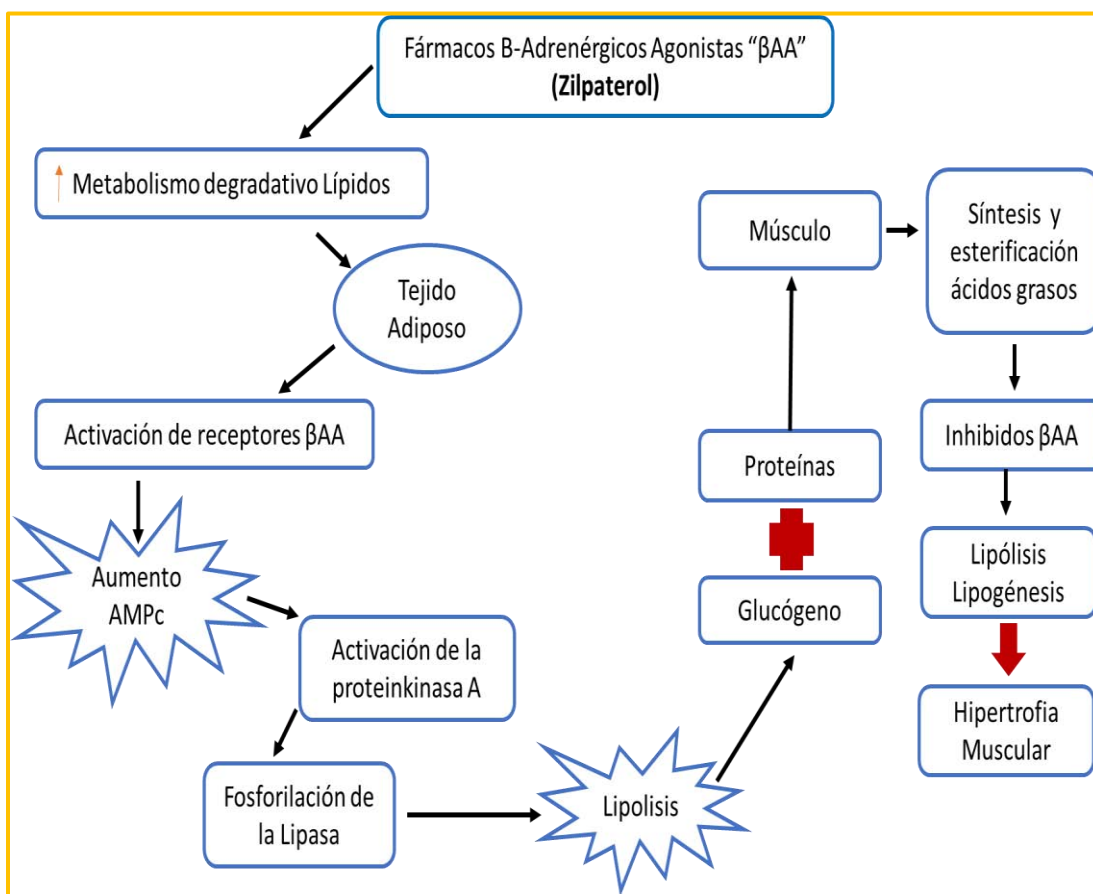 Fármacos B-Adrenérgicos Agonistas “βAA”
(Zilpaterol)
Metabolismo degradativo Lípidos
Tejido
Adiposo
Activación de receptores βAA
Aumento
AMPc
Activación de la
proteinkinasa A
Fosforilación de
la Lipasa
Lipolisis
Glucógeno
Proteínas
Músculo
Síntesis y
esterificación
ácidos grasos
Inhibidos βAA
Lipólisis
Lipogénesis
Hipertrofia
Muscular